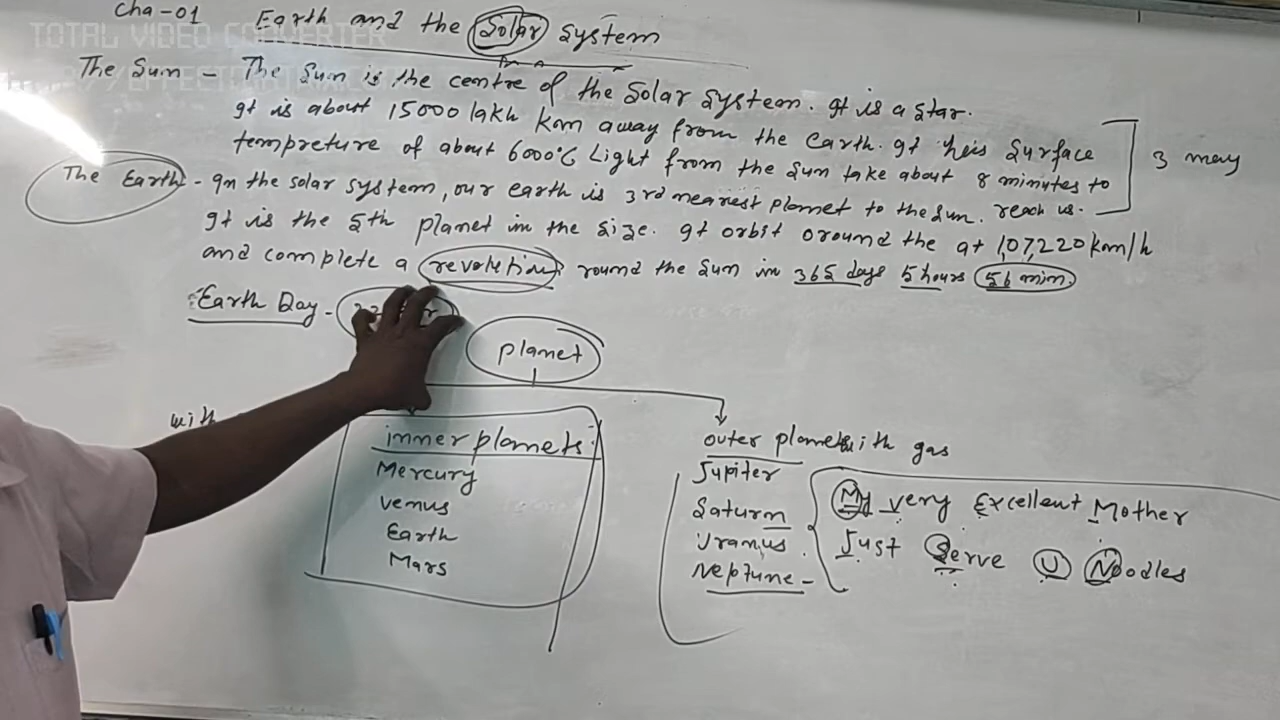 TOTAL VIDEO CONVERTER
Cha-01 Earth and the Solar System
The Sun - The Sun is the centre of the Solar System. It is a star.
It is about 15000 lakh Kom away from the Earth. It heis Surface
tempreture of about 6000°C Light from the Sun take about 8 minutes to
reach us.
3 marg
The Earth - In the solar system, our earth is 3rd nearest planet to the Sun.
It is the 5th planet in the size. It orbit oround the at 1,07,220 km/h
and complete a revolution round the Sun in 365 days 5 hours 56 min.
Earth Day -
planet
with
inner planets
Mercury
Venus
Earth
Mars
outer planets with gas
Jupiter
Saturn
Uranus
Neptune
My very Excellent Mother
Just Serve U Noodles